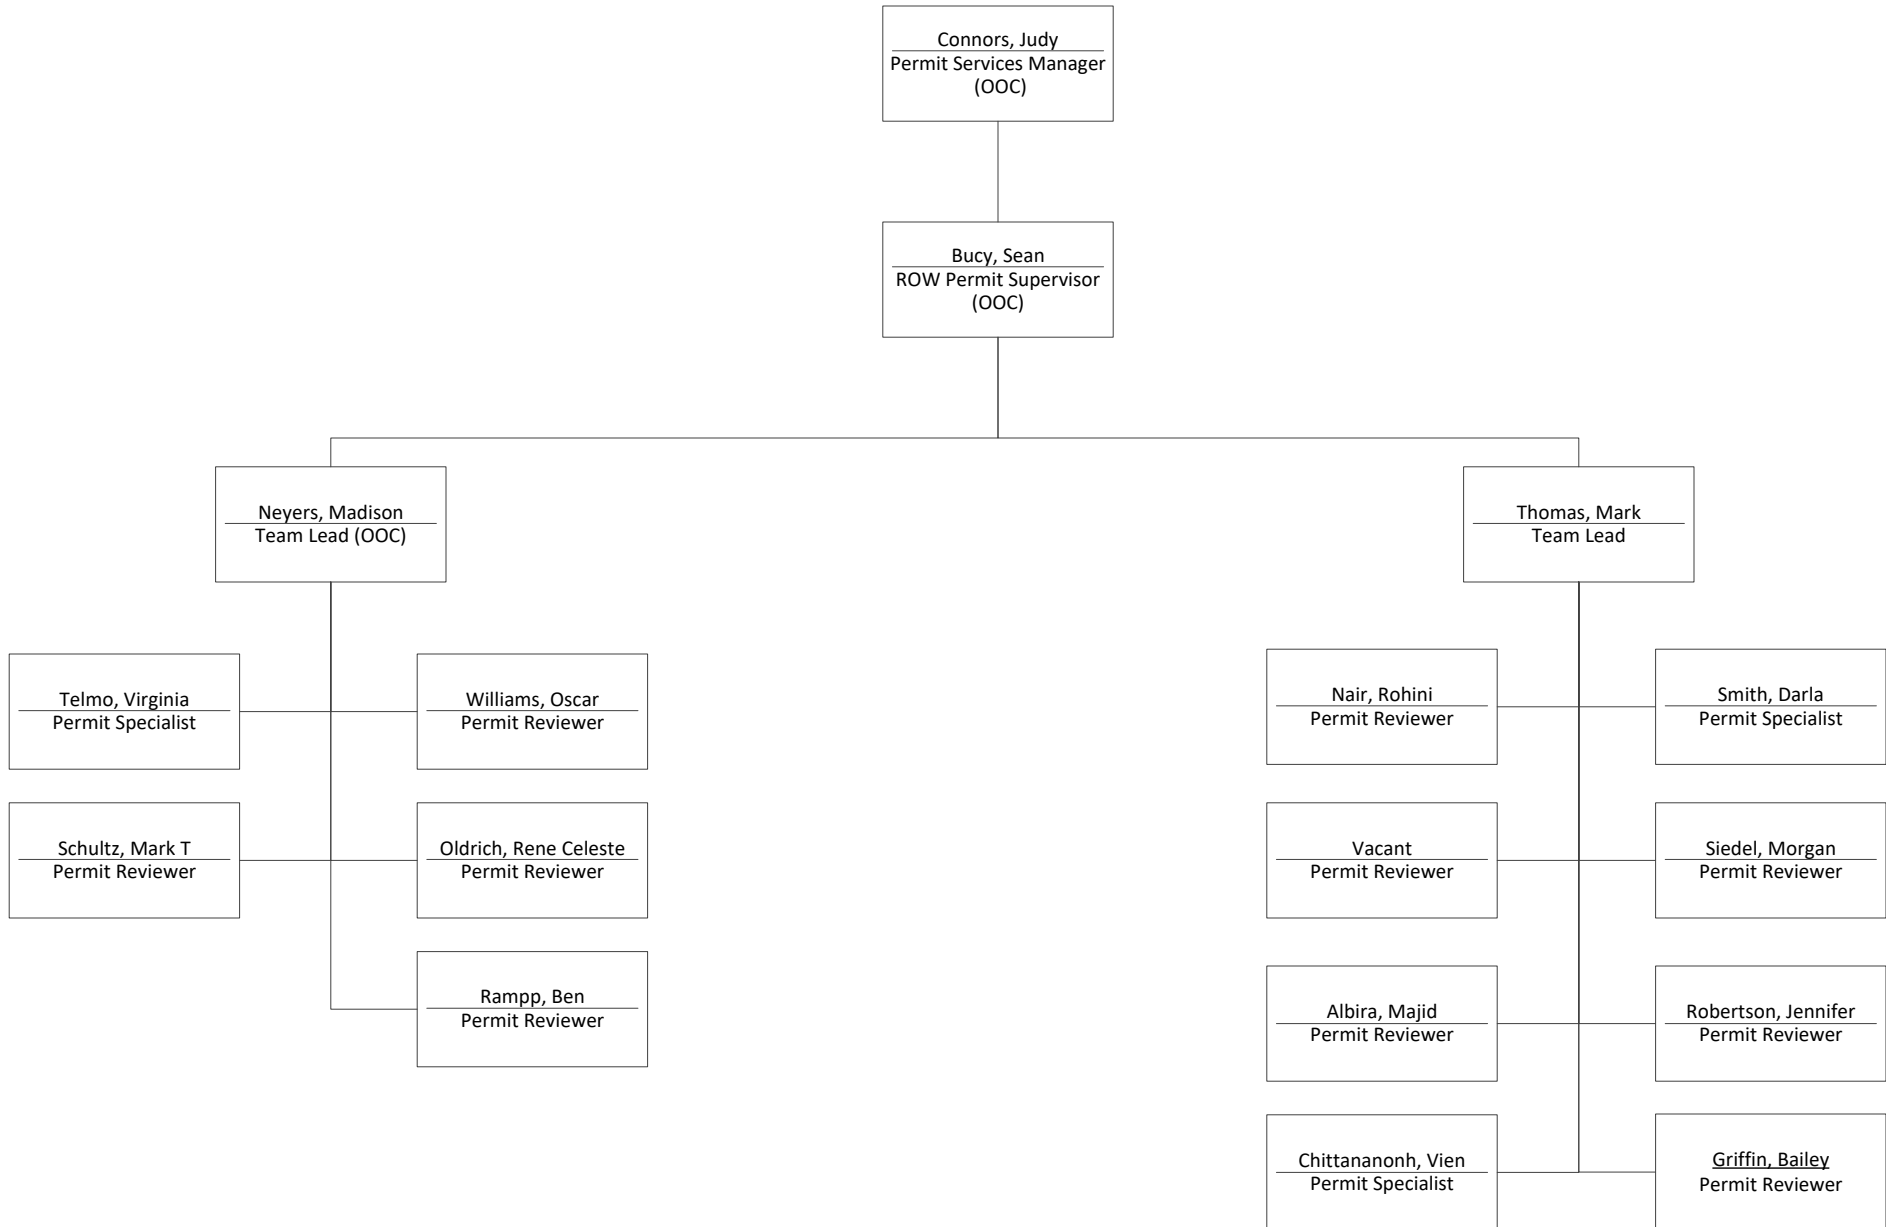 Connors, Judy
Permit Services Manager
(OOC)
Bucy, Sean
ROW Permit Supervisor
(OOC)
Neyers, Madison
Team Lead (OOC)
Thomas, Mark
Team Lead
Telmo, Virginia
Permit Specialist
Williams, Oscar
Permit Reviewer
Schultz, Mark T
Permit Reviewer
Oldrich, Rene Celeste
Permit Reviewer
Rampp, Ben
Permit Reviewer
Nair, Rohini
Permit Reviewer
Smith, Darla
Permit Specialist
Vacant
Permit Reviewer
Siedel, Morgan
Permit Reviewer
Albira, Majid
Permit Reviewer
Robertson, Jennifer
Permit Reviewer
Chittananonh, Vien
Permit Specialist
Griffin, Bailey
Permit Reviewer